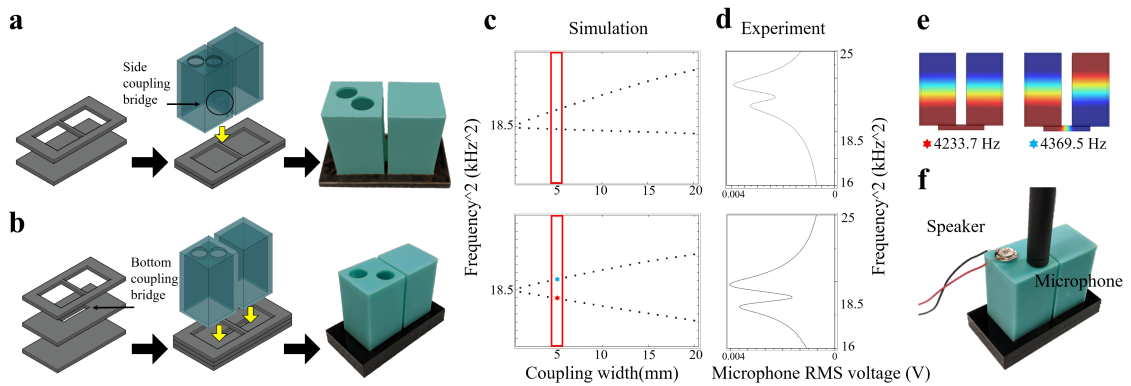 a
Side
coupling
bridge
b
Bottom
coupling
bridge
c
Simulation
Frequency^2 (kHz^2)
18.5
5
10
15
20
18.5
5
10
15
20
Coupling width(mm)
d
Experiment
25
18.5
16
0.004
0
25
18.5
16
0.004
0
Frequency^2 (kHz^2)
Microphone RMS voltage (V)
e
4233.7 Hz
4369.5 Hz
f
Speaker
Microphone